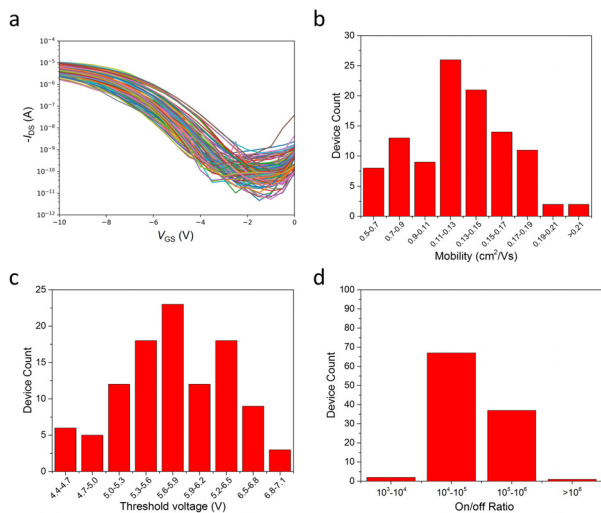 a
10⁻⁴
10⁻⁵
10⁻⁶
10⁻⁷
10⁻⁸
10⁻⁹
10⁻¹⁰
10⁻¹¹
10⁻¹²
-I_DS (A)
−10 −8 −6 −4 −2 0
V_GS (V)
b
30
25
20
15
10
5
0
Device Count
0.5-0.7 0.7-0.9 0.9-0.11 0.11-0.13 0.13-0.15 0.15-0.17 0.17-0.19 0.19-0.21 >0.21
Mobility (cm²/Vs)
c
25
20
15
10
5
0
Device Count
4.4-4.7 4.7-5.0 5.0-5.3 5.3-5.6 5.6-5.9 5.9-6.2 6.2-6.5 6.5-6.8 6.8-7.1
Threshold voltage (V)
d
100
90
80
70
60
50
40
30
20
10
0
Device Count
10³-10⁴ 10⁴-10⁵ 10⁵-10⁶ >10⁶
On/off Ratio